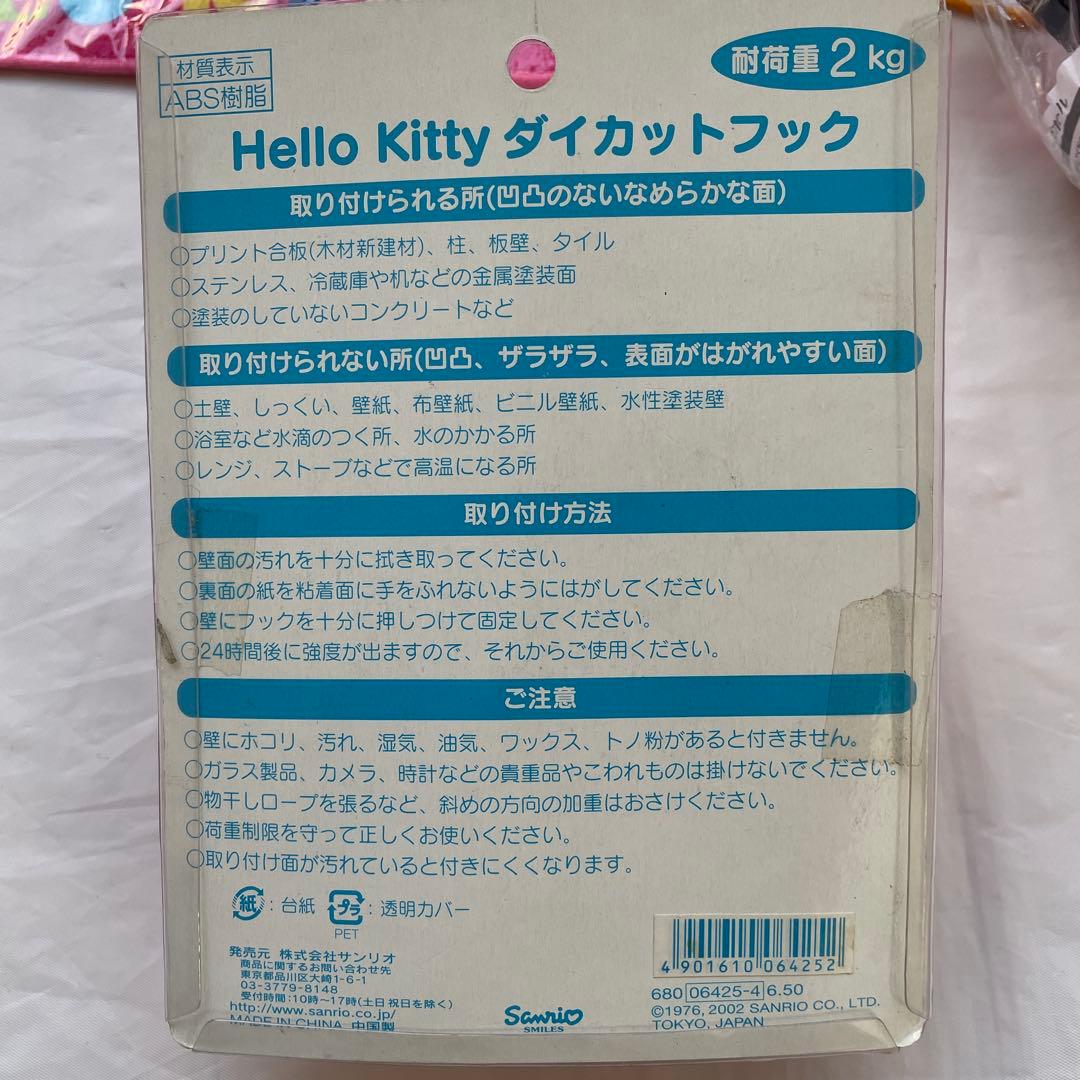 材質表示
ABS樹脂
耐荷重 2 kg
Hello Kitty ダイカットフック
取り付けられる所(凹凸のないなめらかな面)
○プリント合板(木材新建材)、柱、板壁、タイル
○ステンレス、冷蔵庫や机などの金属塗装面
○塗装のしていないコンクリートなど
取り付けられない所(凹凸、ザラザラ、表面がはがれやすい面)
○土壁、しっくい、壁紙、布壁紙、ビニル壁紙、水性塗装壁
○浴室など水滴のつく所、水のかかる所
○レンジ、ストーブなどで高温になる所
取り付け方法
○壁面の汚れを十分に拭き取ってください。
○裏面の紙を粘着面に手をふれないようにはがしてください。
○壁にフックを十分に押しつけて固定してください。
○24時間後に強度が出ますので、それからご使用ください。
ご注意
○壁にホコリ、汚れ、湿気、油気、ワックス、トノ粉があると付きません。
○ガラス製品、カメラ、時計などの貴重品やこわれものは掛けないでください。
○物干しロープを張るなど、斜めの方向の加重はおさけください。
○荷重制限を守って正しくお使いください。
○取り付け面が汚れていると付きにくくなります。
紙:台紙 プラ:透明カバー
PET
発売元 株式会社サンリオ
商品に関するお問い合わせ先
東京都品川区大崎1-6-1
03-3779-8148
受付時間:10時〜17時(土日祝日を除く)
http://www.sanrio.co.jp/
MADE IN CHINA 中国製
Sanrio
SMILES
4 901610 064252
680 06425-4 6.50
©1976, 2002 SANRIO CO., LTD.
TOKYO, JAPAN